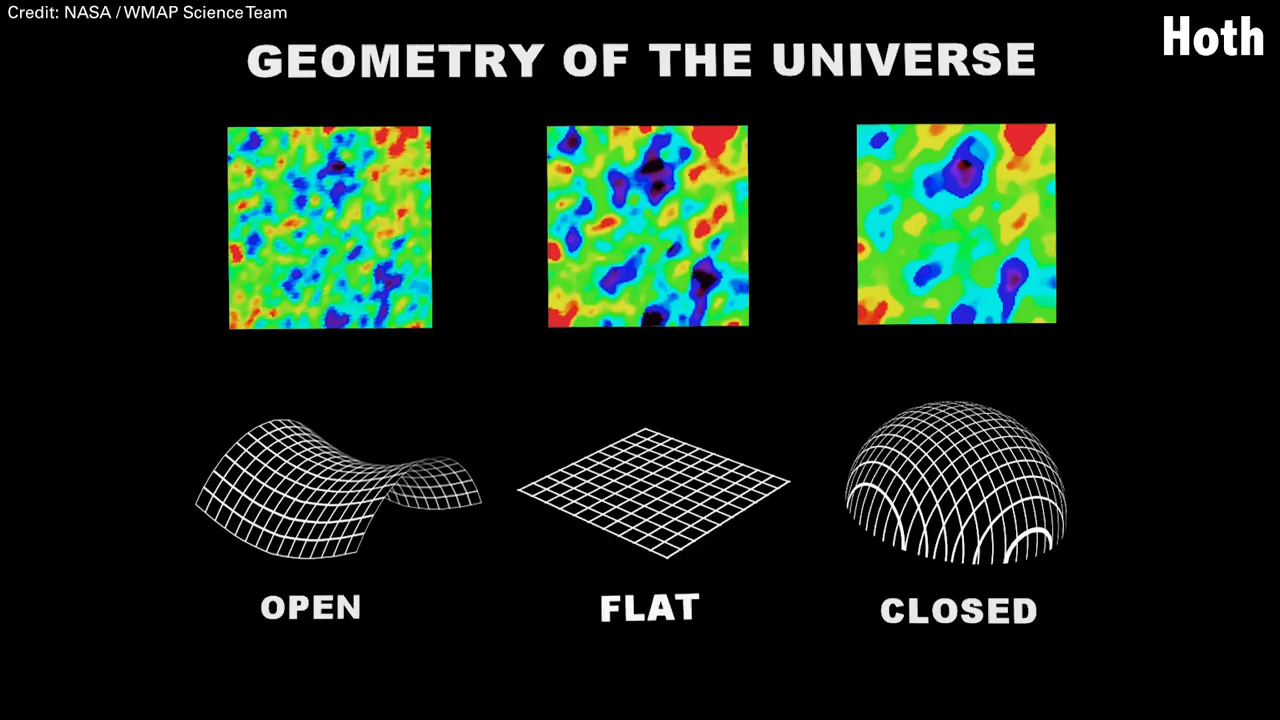 Credit: NASA / WMAP Science Team
Hoth
GEOMETRY OF THE UNIVERSE
OPEN
FLAT
CLOSED